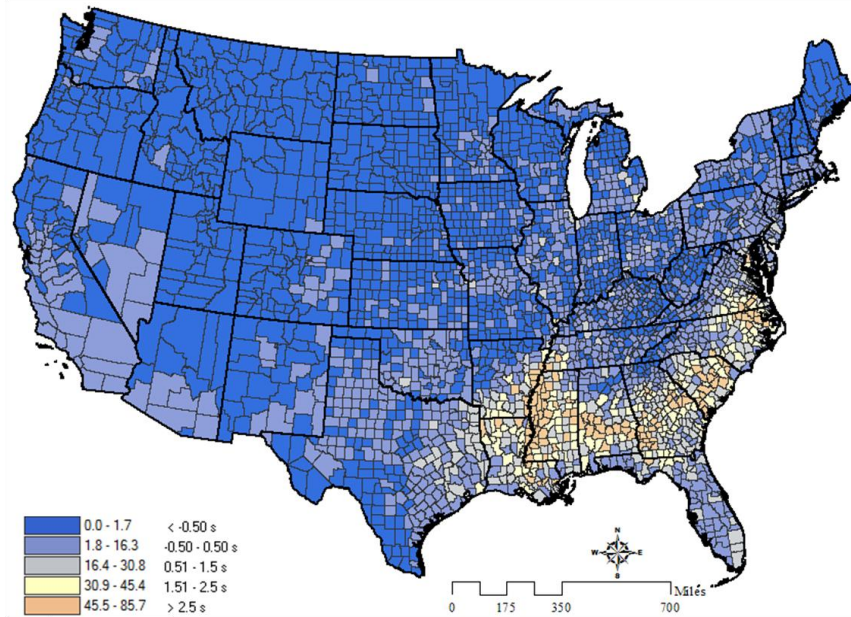 0.0 - 1.7 < -0.50 s
1.8 - 16.3 -0.50 - 0.50 s
16.4 - 30.8 0.51 - 1.5 s
30.9 - 45.4 1.51 - 2.5 s
45.5 - 85.7 > 2.5 s
N
W E
S
Miles
0 175 350 700